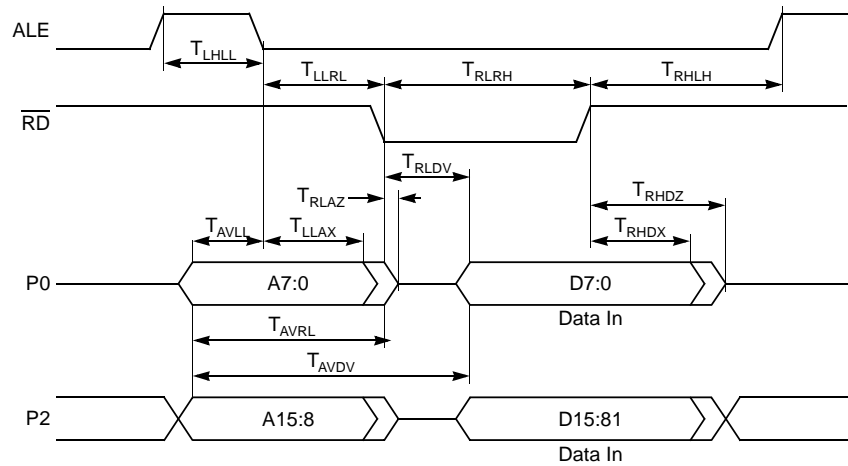 ALE
TLHLL
TLLRL
TRLRH
TRHLH
RD
TRLDV
TRLAZ
TRHDZ
TAVLL
TLLAX
TRHDX
P0
A7:0
D7:0
Data In
TAVRL
TAVDV
P2
A15:8
D15:81
Data In